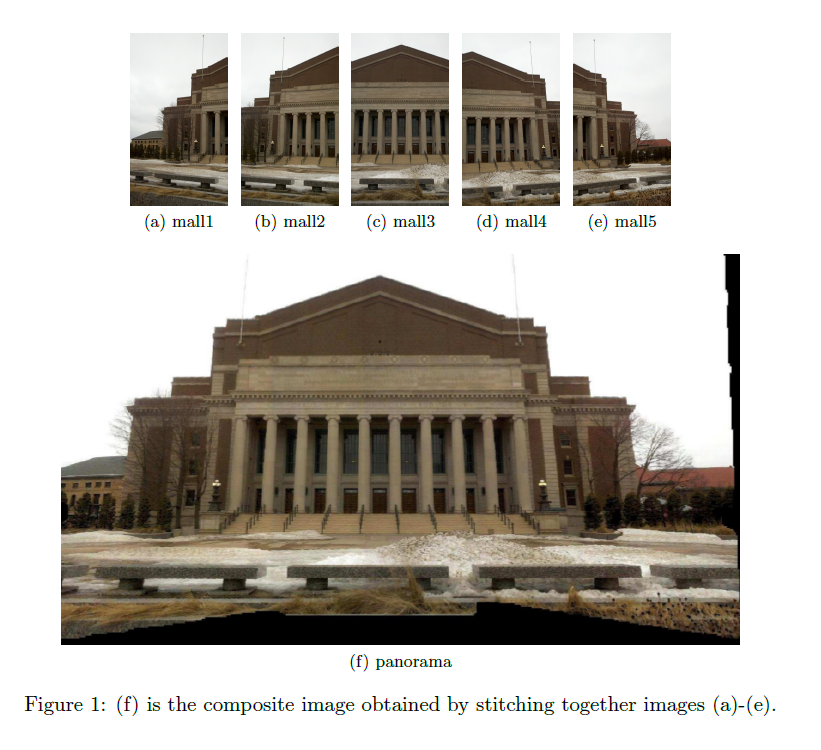 (a) mall1 (b) mall2 (c) mall3 (d) mall4 (e) mall5
(f) panorama
Figure 1: (f) is the composite image obtained by stitching together images (a)-(e).